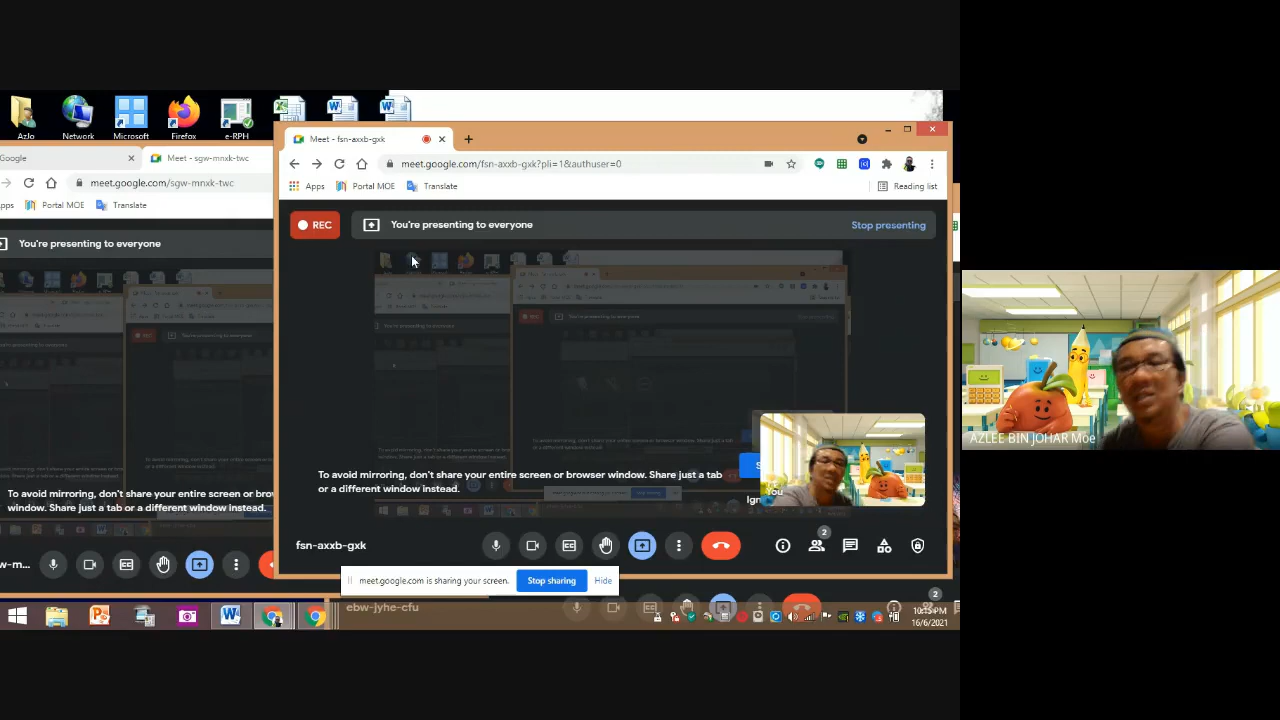 AzJo
Network
Microsoft
Firefox
e-RPH
Google
Meet - sgw-mnxk-twc
meet.google.com/sgw-mnxk-twc
Portal MOE
Translate
You're presenting to everyone
To avoid mirroring, don't share your entire screen or
window. Share just a tab or a different window instead.
Meet - fsn-axxb-gxk
meet.google.com/fsn-axxb-gxk?pli=1&authuser=0
Apps
Portal MOE
Translate
Reading list
REC
You're presenting to everyone
Stop presenting
To avoid mirroring, don't share your entire screen or browser window. Share just a tab
or a different window instead.
You
fsn-axxb-gxk
2
meet.google.com is sharing your screen.
Stop sharing
Hide
ebw-jyhe-cfu
2
16/6/2021
AZLEE BIN JOHAR Moe